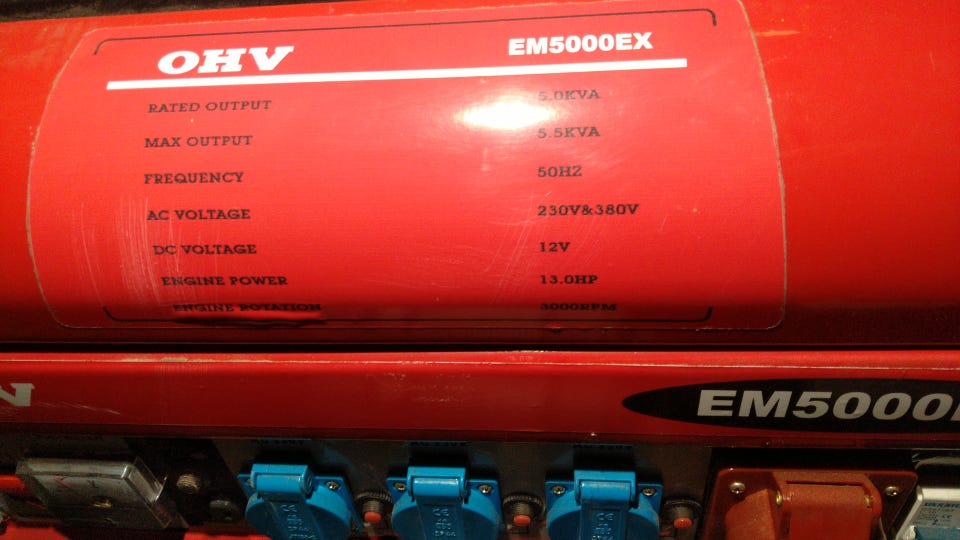 OHV EM5000EX
RATED OUTPUT 5.0KVA
MAX OUTPUT 5.5KVA
FREQUENCY 50HZ
AC VOLTAGE 230V&380V
DC VOLTAGE 12V
ENGINE POWER 13.0HP
ENGINE ROTATION 3000RPM
N EM5000